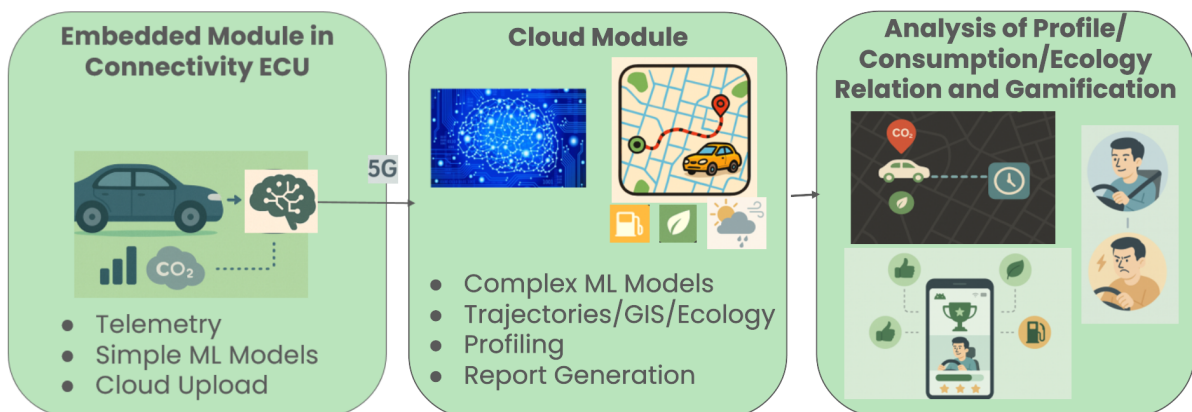 Embedded Module in
Connectivity ECU
CO₂
● Telemetry
● Simple ML Models
● Cloud Upload
5G
Cloud Module
● Complex ML Models
● Trajectories/GIS/Ecology
● Profiling
● Report Generation
Analysis of Profile/
Consumption/Ecology
Relation and Gamification
CO₂